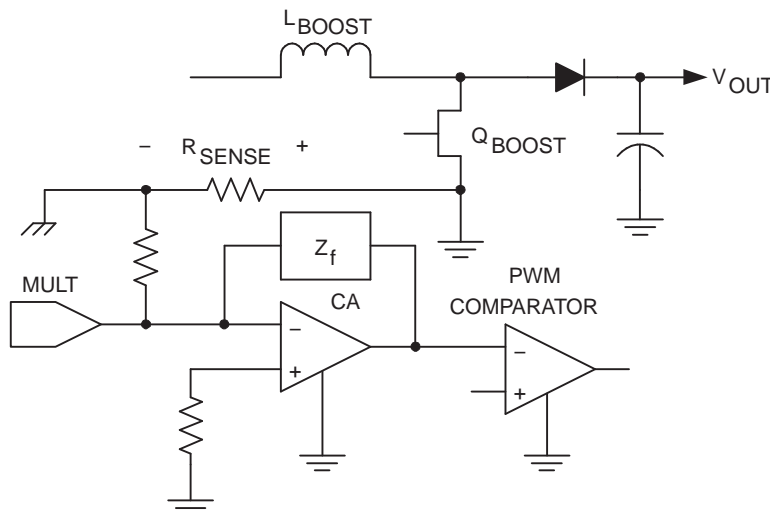 LBOOST
VOUT
– RSENSE +
QBOOST
Zf
MULT
CA
PWM
COMPARATOR
–
+
–
+